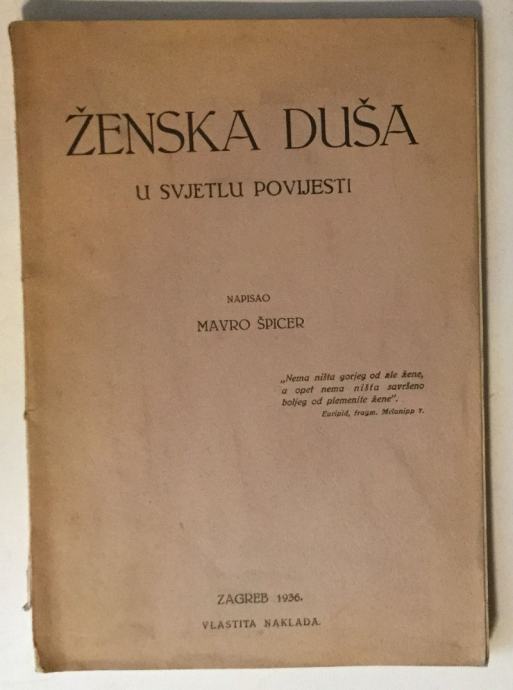 ŽENSKA DUŠA
U SVJETLU POVIJESTI
NAPISAO
MAVRO ŠPICER
„Nema ništa gorjeg od zle žene,
a opet nema ništa savršeno
boljeg od plemenite žene".
Euripid, fragm. Melanipp
ZAGREB 1936.
VLASTITA NAKLADA.